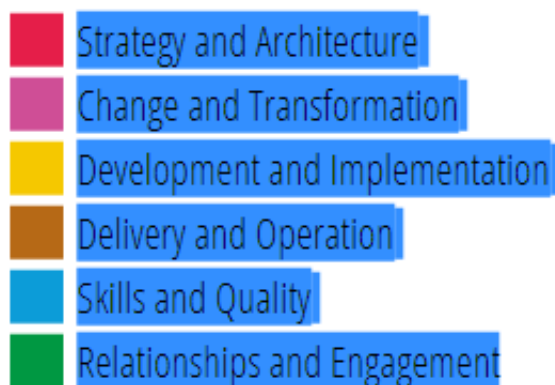 Strategy and Architecture
Change and Transformation
Development and Implementation
Delivery and Operation
Skills and Quality
Relationships and Engagement